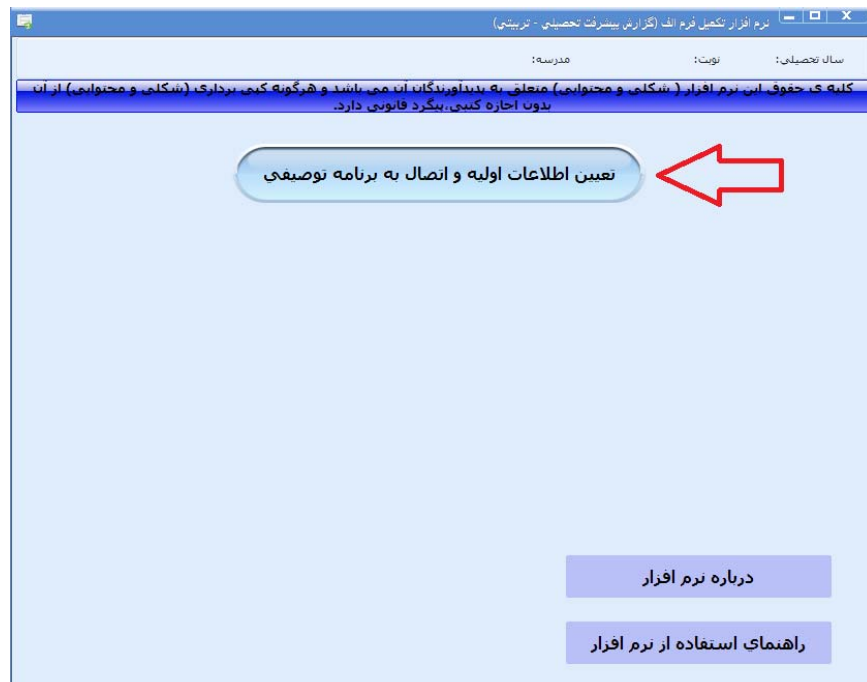 نرم افزار تکمیل فرم الف (گزارش پیشرفت تحصیلی - تربیتی)
سال تحصیلی: نوبت: مدرسه:
کلیه ی حقوق این نرم افزار ( شکلی و محتوایی) متعلق به پدیدآورندگان آن می باشد و هرگونه کپی برداری (شکلی و محتوایی) از آن
بدون اجازه کتبی،پیگرد قانونی دارد.
تعیین اطلاعات اولیه و اتصال به برنامه توصیفي
درباره نرم افزار
راهنماي استفاده از نرم افزار